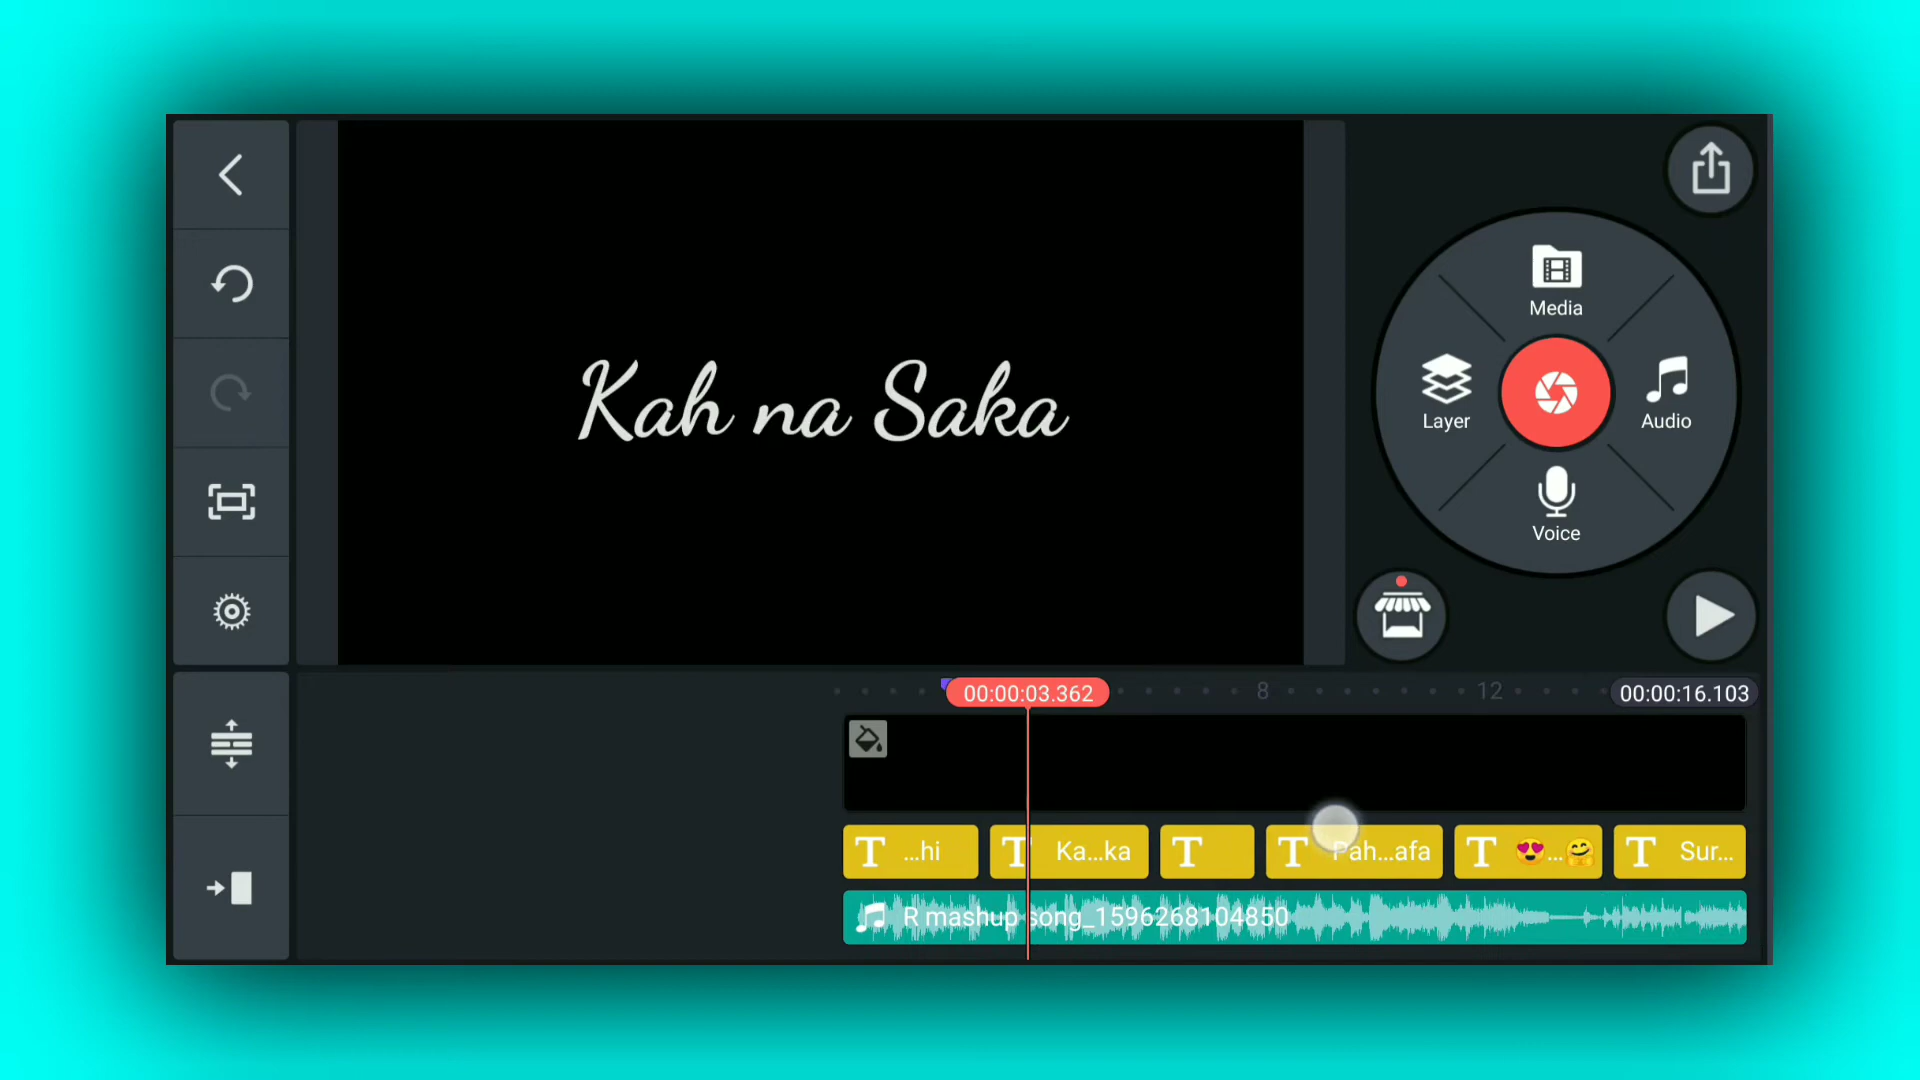 Media
Layer
Audio
Voice
Kah na Saka
00:00:03.362
8
12
00:00:16.103
T ...hi
T Ka...ka
T
T Pah...afa
T 😍...🤗
T Sur...
R mashup song_1596268104850